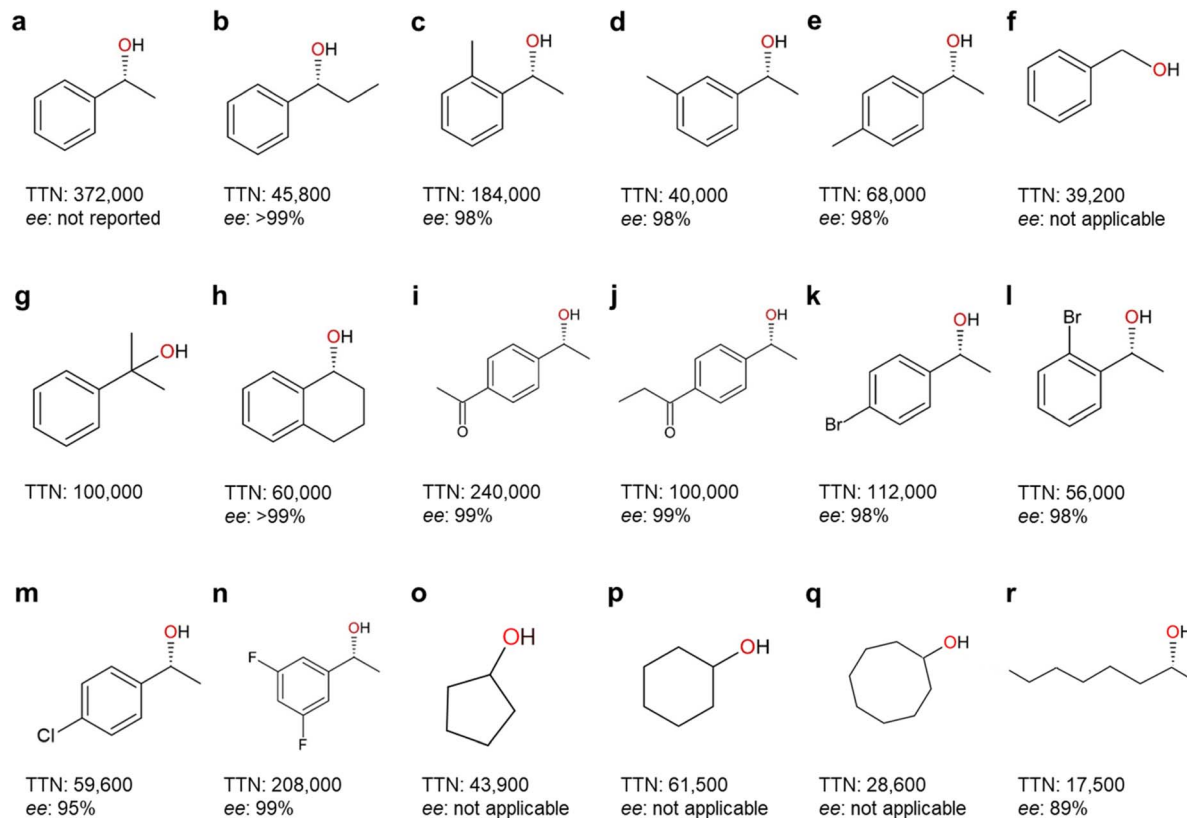 a b c d e f
OH OH OH OH OH OH
TTN: 372,000
ee: not reported
TTN: 45,800
ee: >99%
TTN: 184,000
ee: 98%
TTN: 40,000
ee: 98%
TTN: 68,000
ee: 98%
TTN: 39,200
ee: not applicable
g h i j k l
OH OH OH O OH O OH Br Br OH
TTN: 100,000
TTN: 60,000
ee: >99%
TTN: 240,000
ee: 99%
TTN: 100,000
ee: 99%
TTN: 112,000
ee: 98%
TTN: 56,000
ee: 98%
m n o p q r
OH Cl F OH F OH OH OH OH
TTN: 59,600
ee: 95%
TTN: 208,000
ee: 99%
TTN: 43,900
ee: not applicable
TTN: 61,500
ee: not applicable
TTN: 28,600
ee: not applicable
TTN: 17,500
ee: 89%